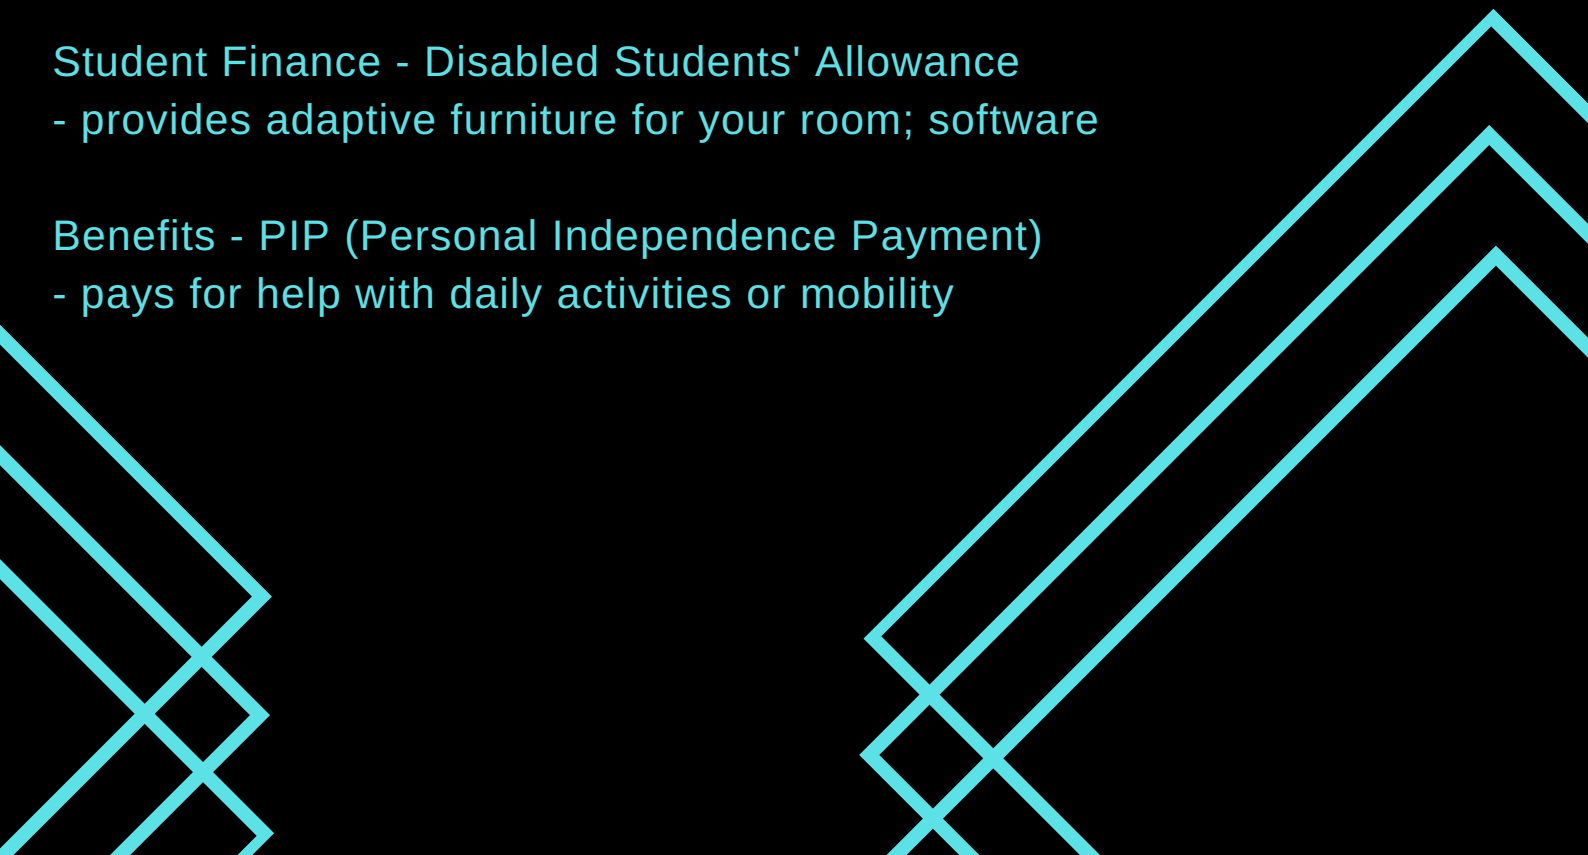 Student Finance - Disabled Students' Allowance
- provides adaptive furniture for your room; software
Benefits - PIP (Personal Independence Payment)
- pays for help with daily activities or mobility